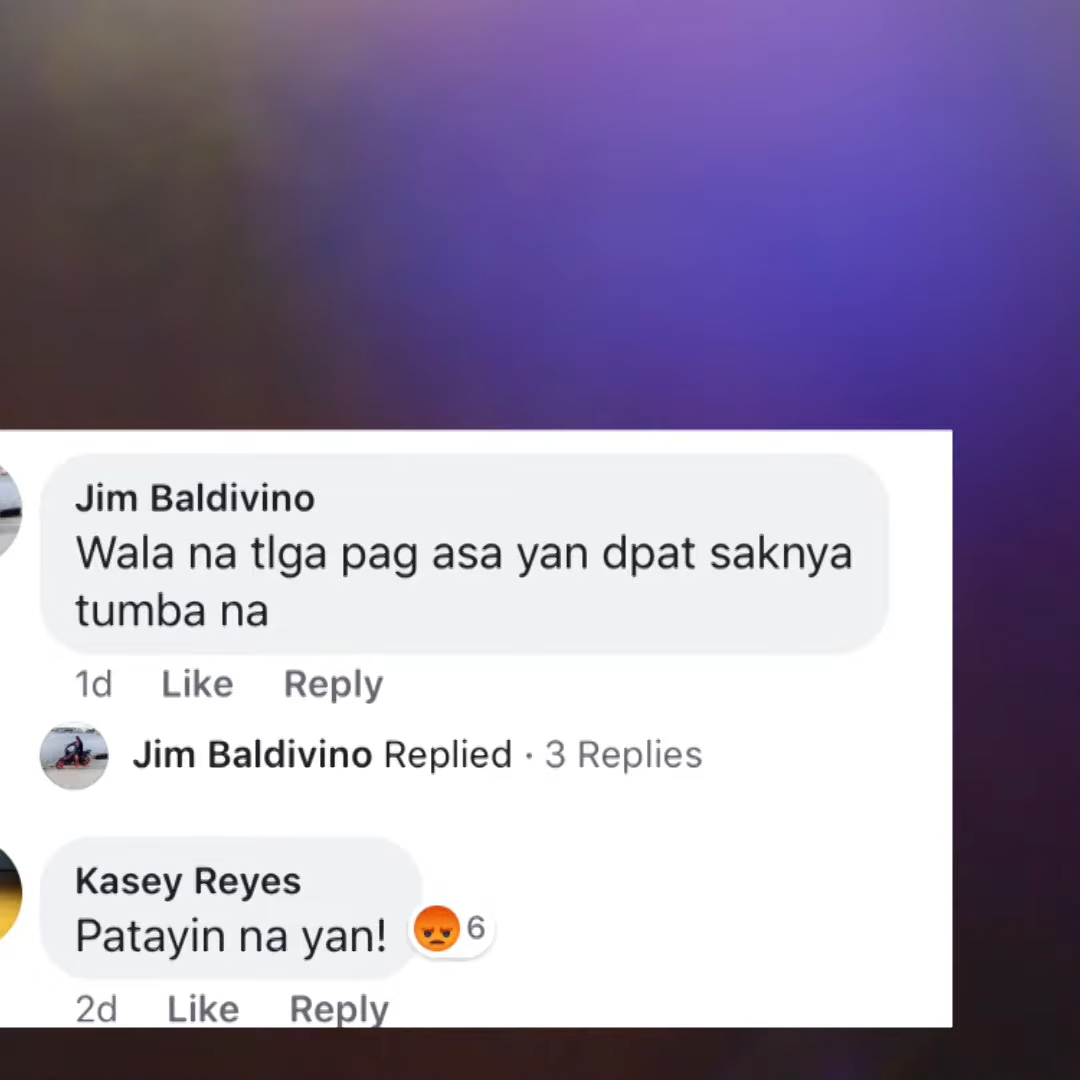 Jim Baldivino
Wala na tlga pag asa yan dpat saknya
tumba na
1d Like Reply
Jim Baldivino Replied · 3 Replies
Kasey Reyes
Patayin na yan!
6
2d Like Reply